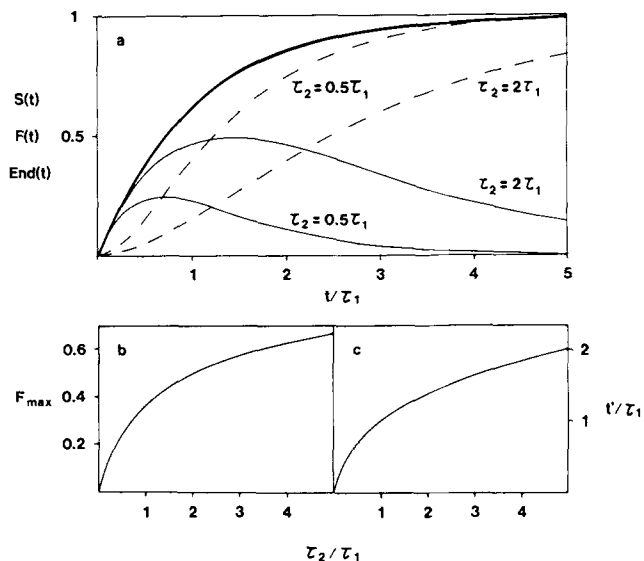 1
a
S(t)
F(t)
End(t)
0.5
τ₂=0.5τ₁
τ₂=2τ₁
τ₂=2τ₁
τ₂=0.5τ₁
1 2 3 4 5
t/τ₁
b
c
0.6
0.4
0.2
Fmax
2
1
t'/τ₁
1 2 3 4
1 2 3 4
τ₂/τ₁